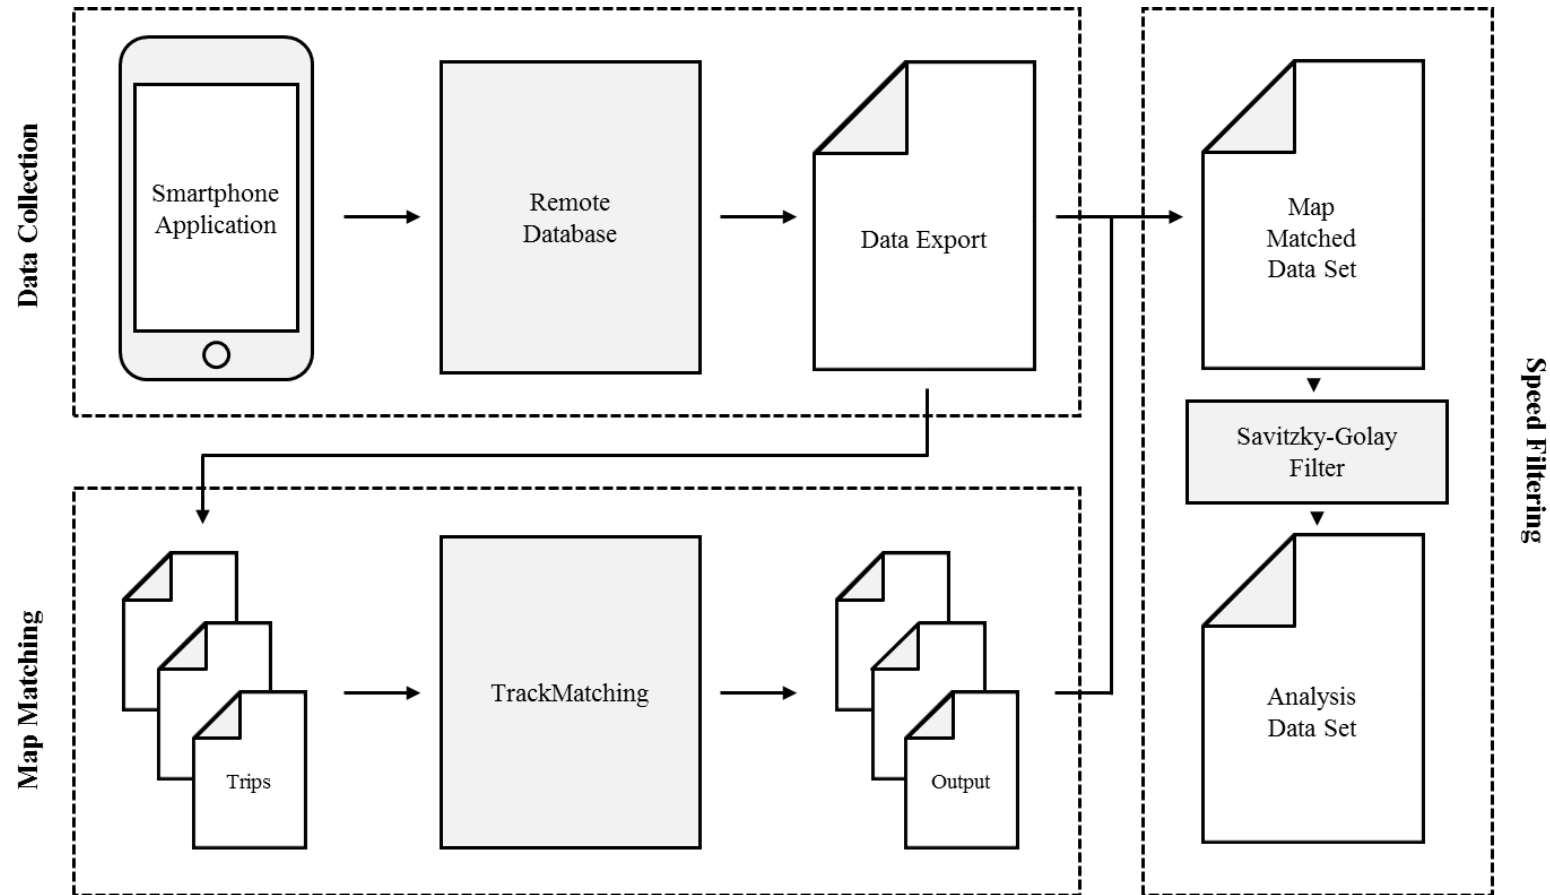 Data Collection
Smartphone
Application
Remote
Database
Data Export
Map
Matched
Data Set
Savitzky-Golay
Filter
Analysis
Data Set
Speed Filtering
Map Matching
Trips
TrackMatching
Output